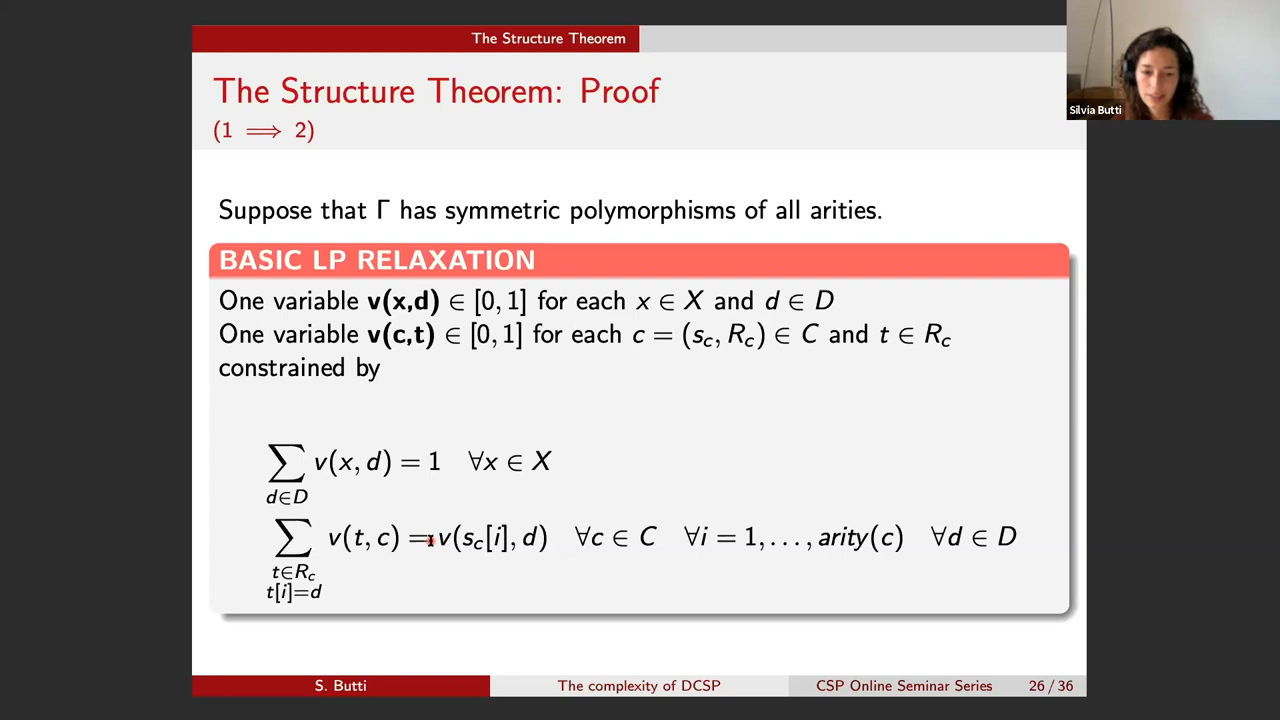 The Structure Theorem
The Structure Theorem: Proof
(1 ⟹ 2)
Silvia Butti
Suppose that Γ has symmetric polymorphisms of all arities.
BASIC LP RELAXATION
One variable v(x,d) ∈ [0, 1] for each x ∈ X and d ∈ D
One variable v(c,t) ∈ [0, 1] for each c = (s_c, R_c) ∈ C and t ∈ R_c
constrained by
∑_{d∈D} v(x, d) = 1 ∀x ∈ X
∑_{t∈R_c, t[i]=d} v(t, c) = v(s_c[i], d) ∀c ∈ C ∀i = 1, . . . , arity(c) ∀d ∈ D
S. Butti The complexity of DCSP CSP Online Seminar Series 26 / 36